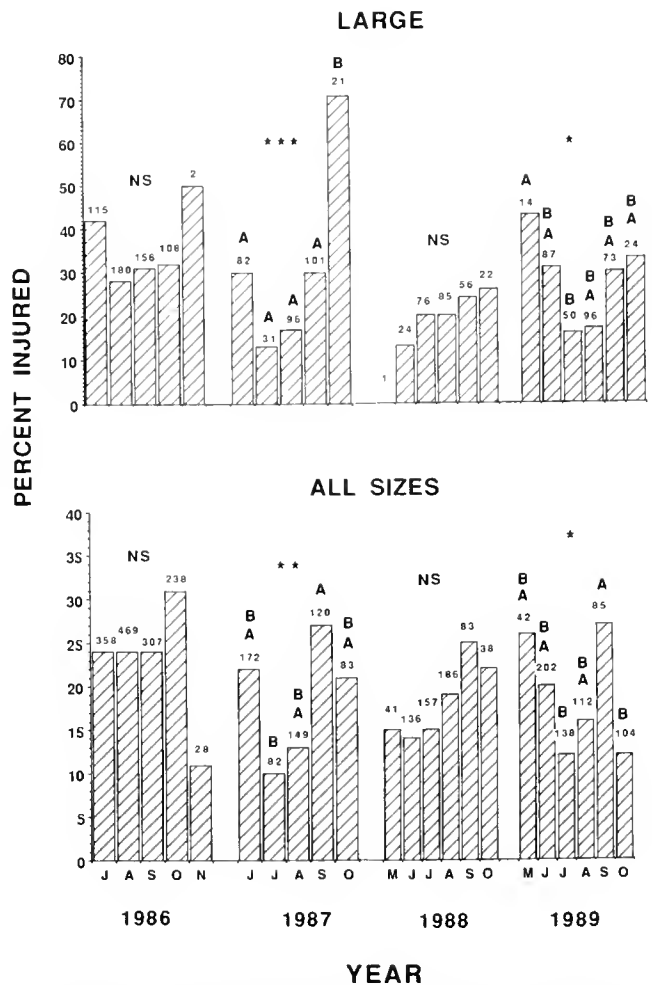 LARGE
PERCENT INJURED
80
70
60
50
40
30
20
10
0
NS
115
180
156
108
2
***
A
82
A
31
A
96
A
101
B
21
NS
1
24
76
85
56
22
*
A
14
B
A
87
B
50
B
A
96
B
A
73
B
A
24
ALL SIZES
40
3S
30
2S
20
15
10
5
0
NS
358
469
307
238
28
**
B
A
172
B
82
B
A
149
A
120
B
A
83
NS
41
136
157
186
83
38
*
B
A
42
B
A
202
B
138
B
A
112
A
85
B
104
J A S O N
J J A S O
M J J A S O
M J J A S O
1986 1987 1988 1989
YEAR